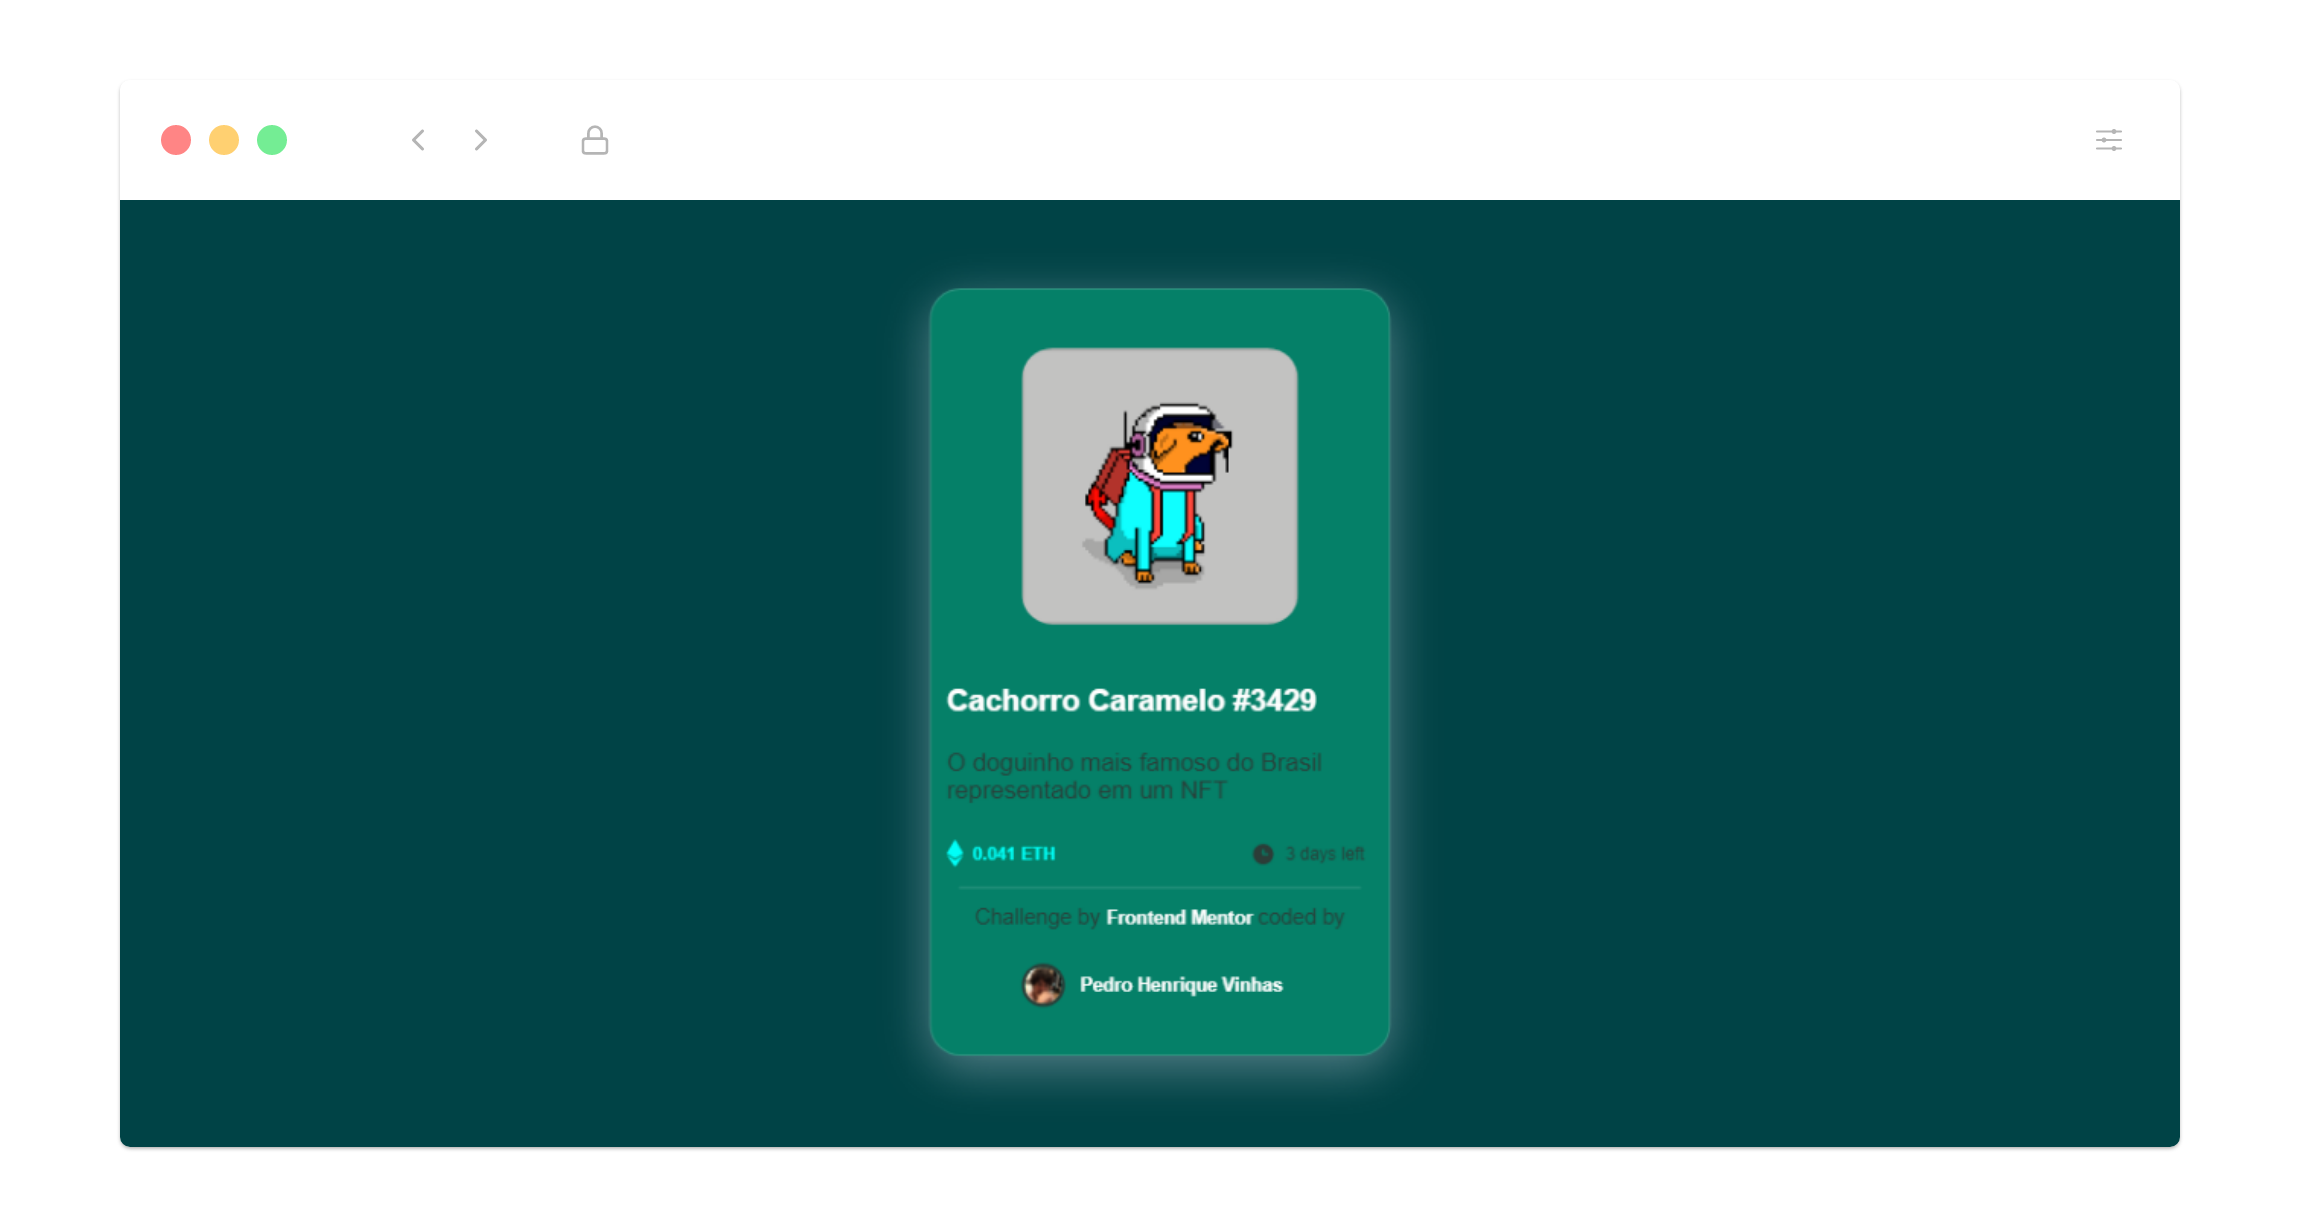 Cachorro Caramelo #3429
O doguinho mais famoso do Brasil
representado em um NFT
0.041 ETH
3 days left
Challenge by Frontend Mentor coded by
Pedro Henrique Vinhas